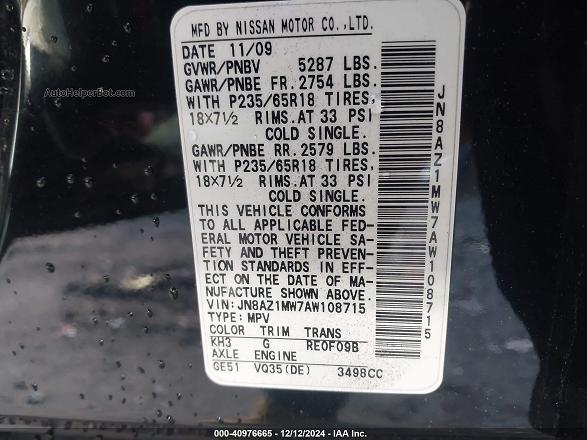 MFD BY NISSAN MOTOR CO.,LTD.
DATE 11/09
GVWR/PNBV 5287 LBS.
GAWR/PNBE FR. 2754 LBS.
WITH P235/65R18 TIRES,
18X7½ RIMS.AT 33 PSI
COLD SINGLE.
GAWR/PNBE RR. 2579 LBS.
WITH P235/65R18 TIRES,
18X7½ RIMS.AT 33 PSI
COLD SINGLE.
THIS VEHICLE CONFORMS
TO ALL APPLICABLE FED-
ERAL MOTOR VEHICLE SA-
FETY AND THEFT PREVEN-
TION STANDARDS IN EFF-
ECT ON THE DATE OF MA-
NUFACTURE SHOWN ABOVE.
VIN:JN8AZ1MW7AW108715
TYPE:MPV
COLOR TRIM TRANS
KH3 G RE0F09B
AXLE ENGINE
GE51 VQ35(DE) 3498CC
JN8AZ1MW7AW108715
AutoHelperBot.com
000-40976665 - 12/12/2024 - IAA Inc.